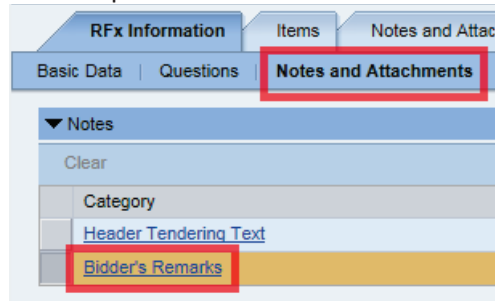 RFx Information Items Notes and Attac
Basic Data | Questions | Notes and Attachments
Notes
Clear
Category
Header Tendering Text
Bidder's Remarks